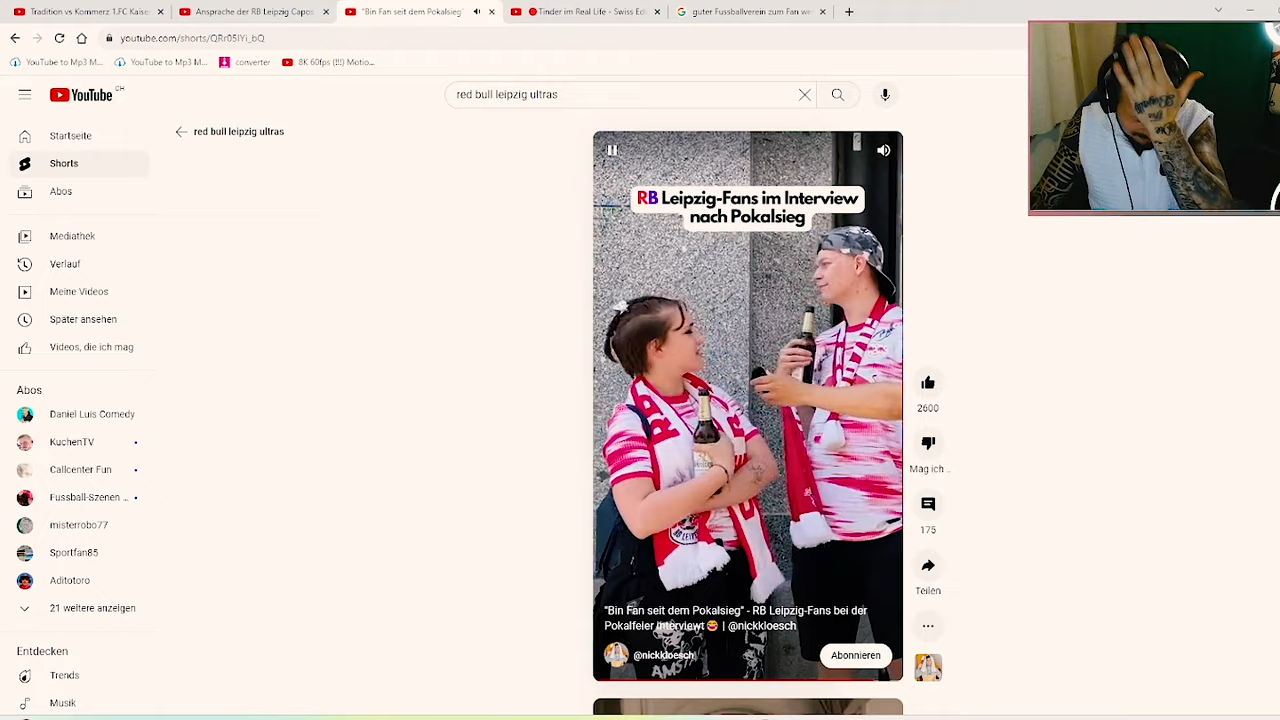 Tradition vs Kommerz 1.FC Kaiser
Ansprache der RB Leipzig Capos
"Bin Fan seit dem Pokalsieg"
Tinder im Real Life - Swiss Ed
guter Fussballverein zum Fan we
youtube.com/shorts/QRr05IYi_bQ
YouTube to Mp3 M...
YouTube to Mp3 M...
converter
8K 60fps (!!!) Motio...
YouTube CH
red bull leipzig ultras
red bull leipzig ultras
Startseite
Shorts
Abos
Mediathek
Verlauf
Meine Videos
Später ansehen
Videos, die ich mag
Abos
Daniel Luis Comedy
KuchenTV
Callcenter Fun
Fussball-Szenen ...
misterrobo77
Sportfan85
Aditotoro
21 weitere anzeigen
Entdecken
Trends
Musik
RB Leipzig-Fans im Interview
nach Pokalsieg
"Bin Fan seit dem Pokalsieg" - RB Leipzig-Fans bei der
Pokalfeier interviewt 😂 | @nickkloesch
@nickkloesch
Abonnieren
2600
Mag ich ...
175
Teilen